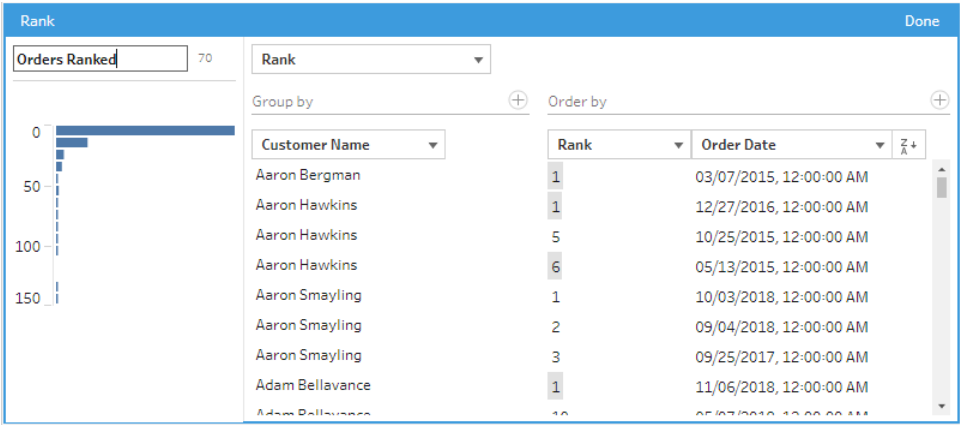 Rank Done
Orders Ranked 70 Rank
Group by Order by
Customer Name Rank Order Date
Aaron Bergman 1 03/07/2015, 12:00:00 AM
Aaron Hawkins 1 12/27/2016, 12:00:00 AM
Aaron Hawkins 5 10/25/2015, 12:00:00 AM
Aaron Hawkins 6 05/13/2015, 12:00:00 AM
Aaron Smayling 1 10/03/2018, 12:00:00 AM
Aaron Smayling 2 09/04/2018, 12:00:00 AM
Aaron Smayling 3 09/25/2017, 12:00:00 AM
Adam Bellavance 1 11/06/2018, 12:00:00 AM
Adam Bellavance
0
50
100
150